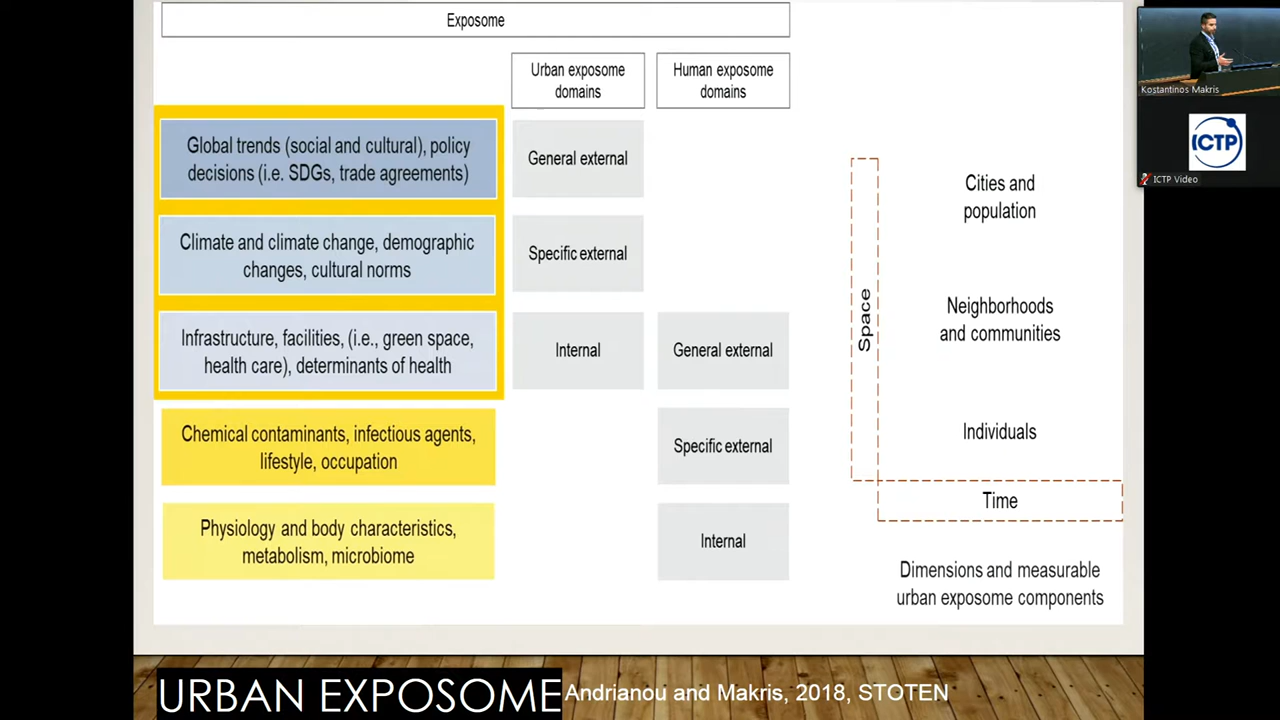 Exposome
Urban exposome
domains
Human exposome
domains
Global trends (social and cultural), policy
decisions (i.e. SDGs, trade agreements)
General external
Climate and climate change, demographic
changes, cultural norms
Specific external
Infrastructure, facilities, (i.e., green space,
health care), determinants of health
Internal
General external
Chemical contaminants, infectious agents,
lifestyle, occupation
Specific external
Physiology and body characteristics,
metabolism, microbiome
Internal
Space
Cities and
population
Neighborhoods
and communities
Individuals
Time
Dimensions and measurable
urban exposome components
URBAN EXPOSOME Andrianou and Makris, 2018, STOTEN
Kostantinos Makris
ICTP
ICTP Video